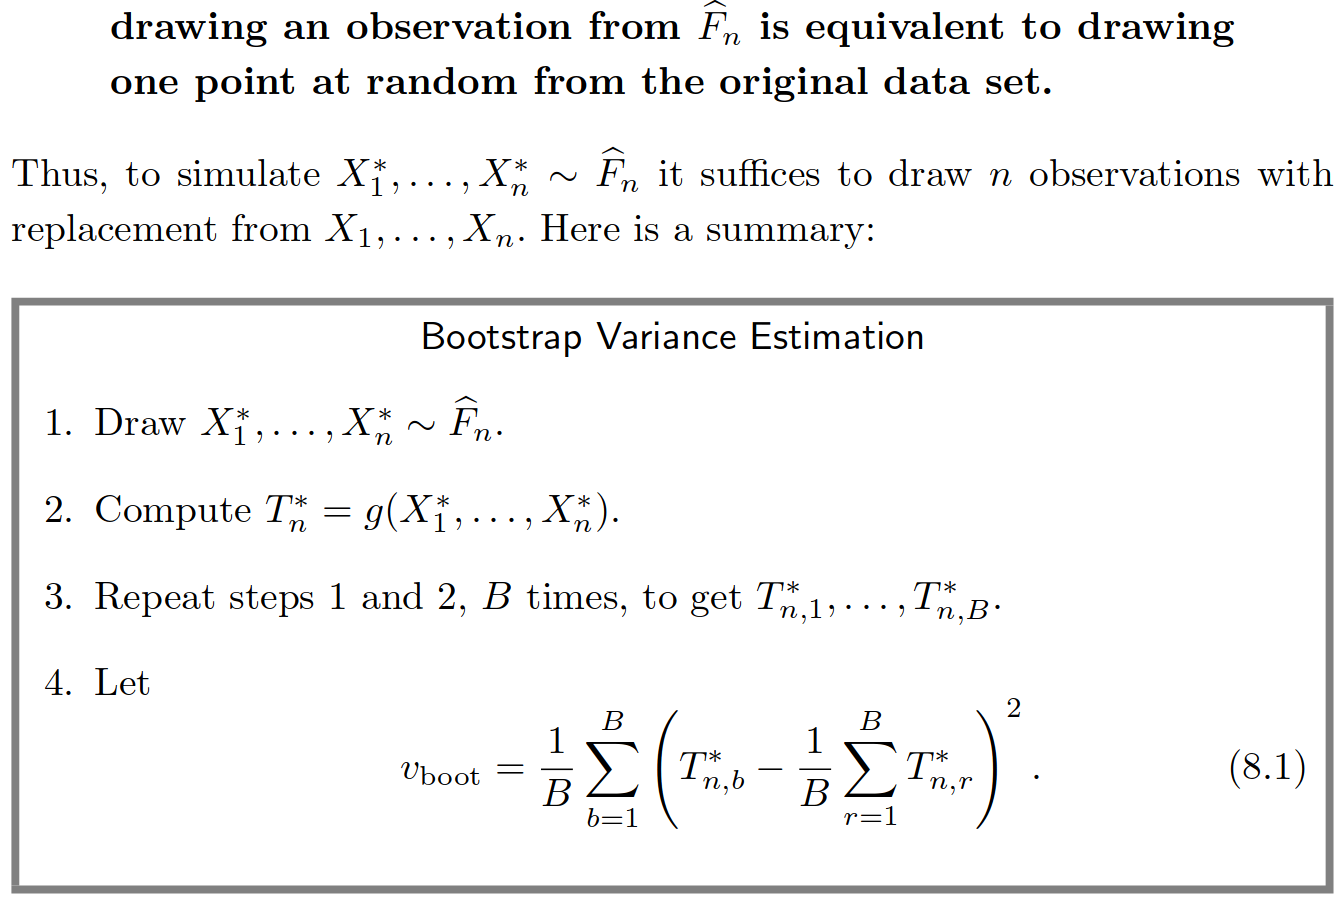 drawing an observation from $\widehat{F}_n$ is equivalent to drawing
one point at random from the original data set.
Thus, to simulate $X_1^*, \ldots, X_n^* \sim \widehat{F}_n$ it suffices to draw $n$ observations with
replacement from $X_1, \ldots, X_n$. Here is a summary:
Bootstrap Variance Estimation
1. Draw $X_1^*, \ldots, X_n^* \sim \widehat{F}_n$.
2. Compute $T_n^* = g(X_1^*, \ldots, X_n^*)$.
3. Repeat steps 1 and 2, $B$ times, to get $T_{n,1}^*, \ldots, T_{n,B}^*$.
4. Let
$v_{\text{boot}} = \frac{1}{B} \sum_{b=1}^{B} \left( T_{n,b}^* - \frac{1}{B} \sum_{r=1}^{B} T_{n,r}^* \right)^2.$ (8.1)